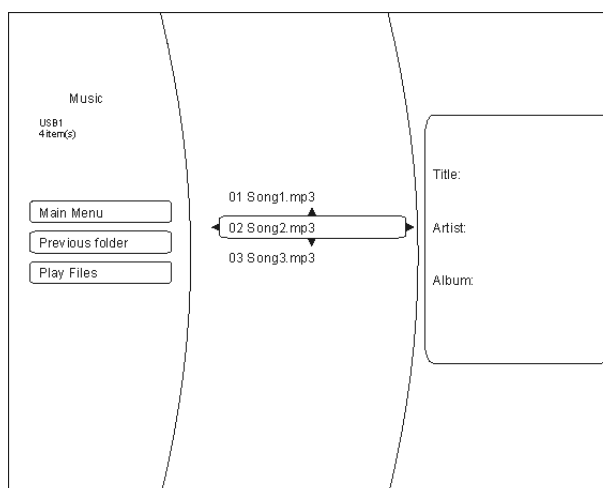 Music
USB1
4 item(s)
Main Menu
Previous folder
Play Files
01 Song1.mp3
02 Song2.mp3
03 Song3.mp3
Title:
Artist:
Album: